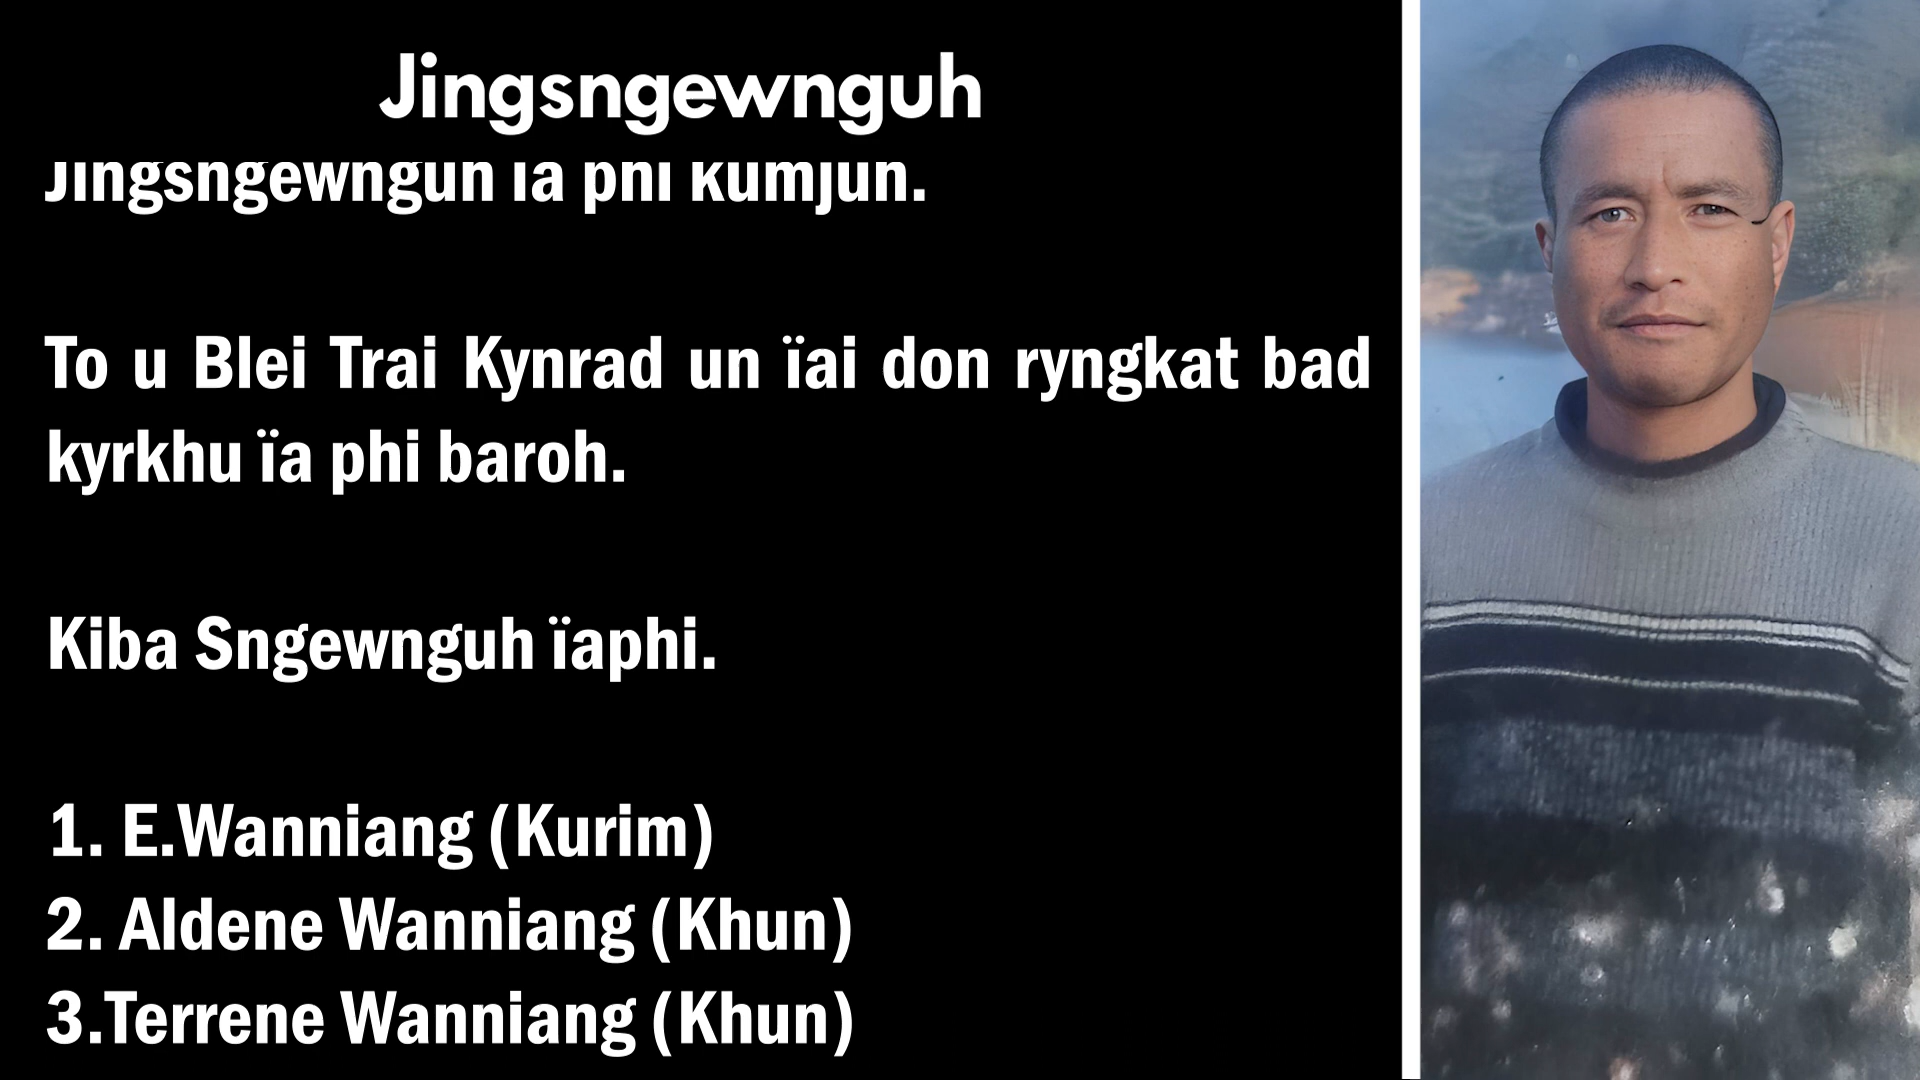 Jingsngewnguh
Jingsngewnguh ïa phi kumjuh.
To u Blei Trai Kynrad un ïai don ryngkat bad
kyrkhu ïa phi baroh.
Kiba Sngewnguh ïaphi.
1. E.Wanniang (Kurim)
2. Aldene Wanniang (Khun)
3.Terrene Wanniang (Khun)